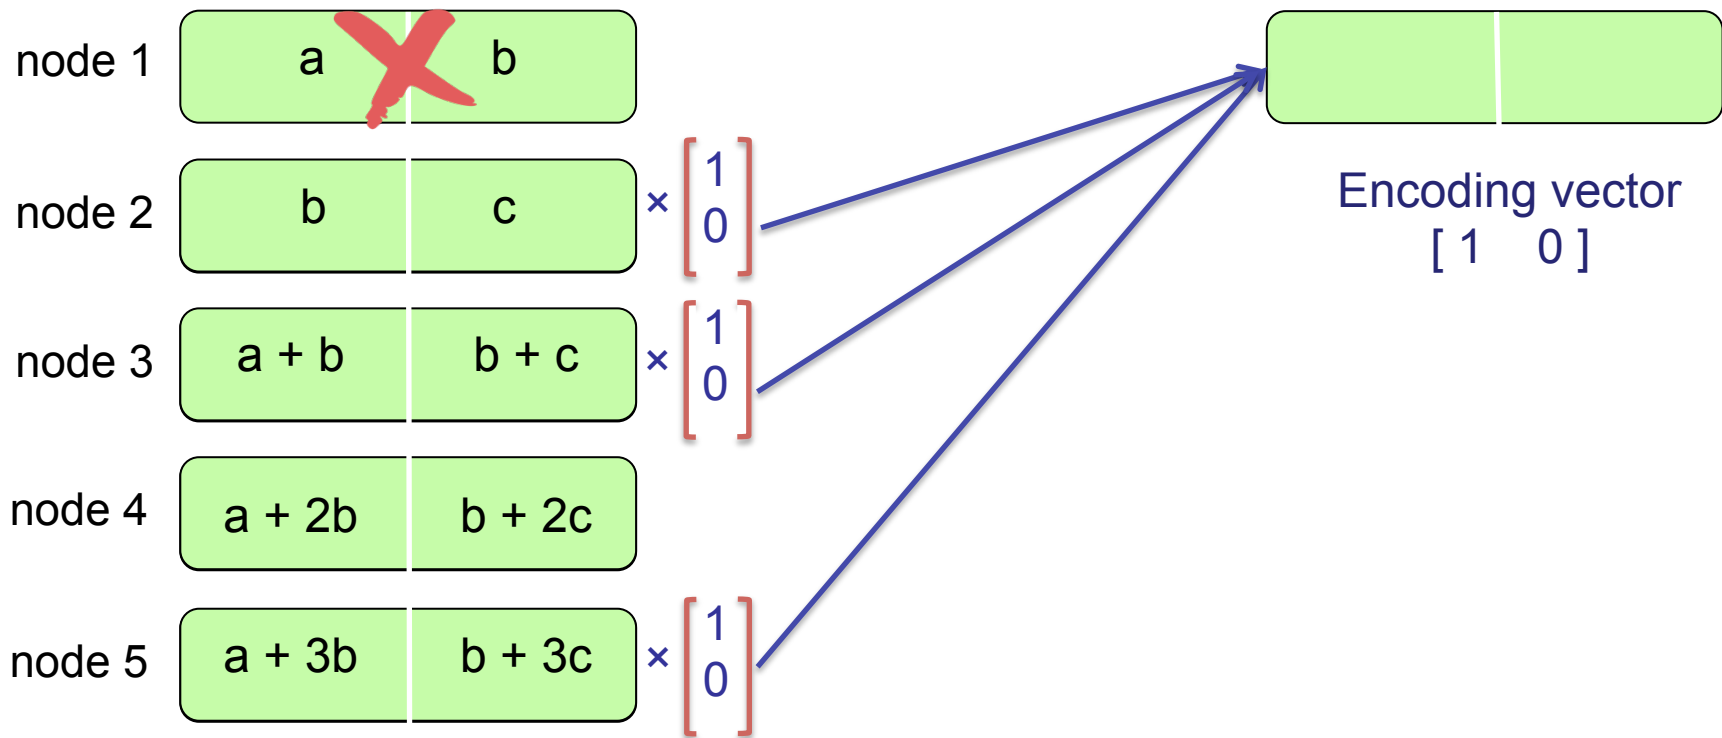 node 1 a b
node 2 b c × [ 1 0 ]
node 3 a + b b + c × [ 1 0 ]
node 4 a + 2b b + 2c
node 5 a + 3b b + 3c × [ 1 0 ]
Encoding vector
[ 1 0 ]